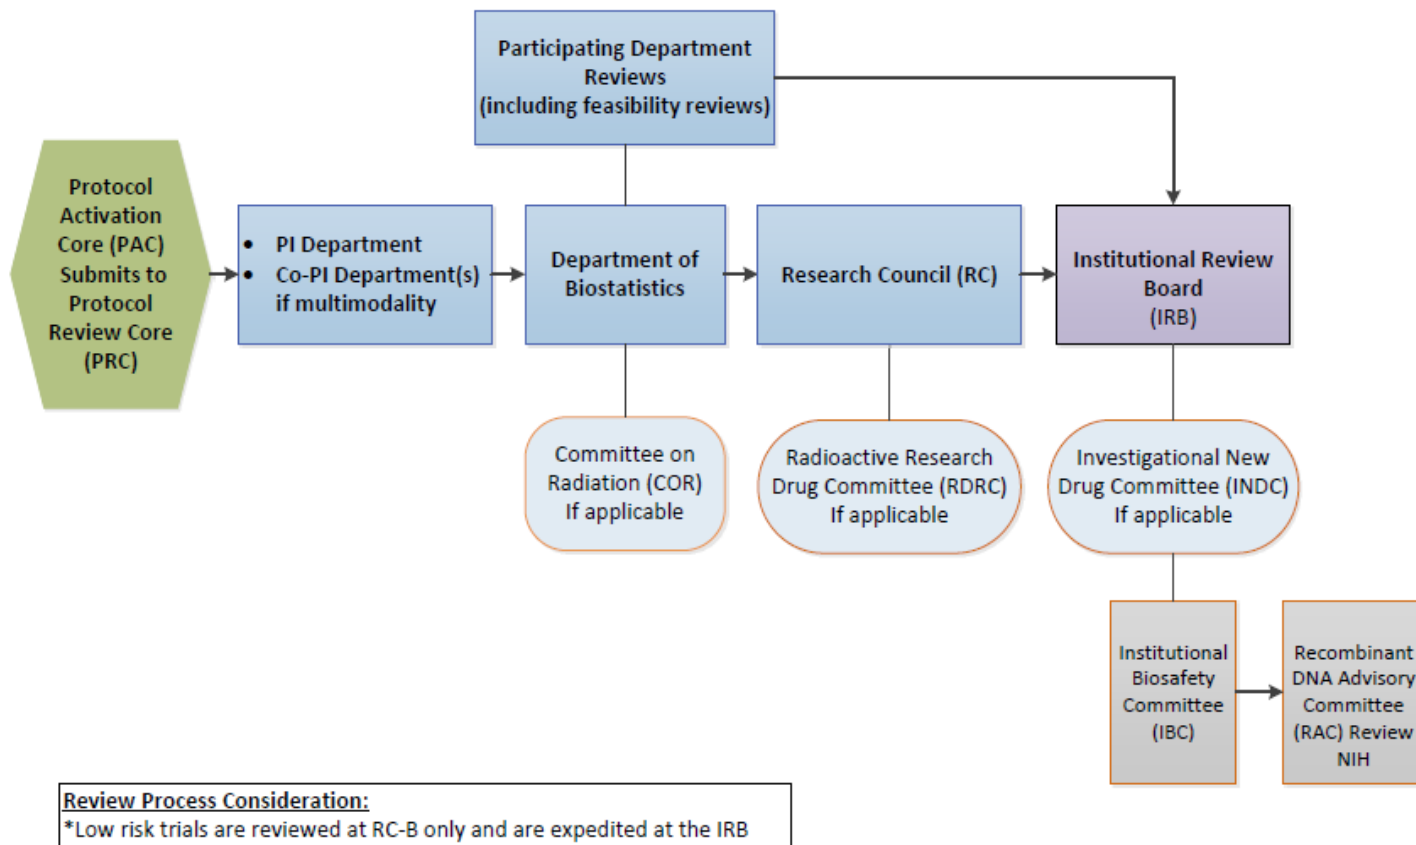 Participating Department
Reviews
(including feasibility reviews)
Protocol
Activation
Core (PAC)
Submits to
Protocol
Review Core
(PRC)
• PI Department
• Co-PI Department(s)
if multimodality
Department of
Biostatistics
Research Council (RC)
Institutional Review
Board
(IRB)
Committee on
Radiation (COR)
If applicable
Radioactive Research
Drug Committee (RDRC)
If applicable
Investigational New
Drug Committee (INDC)
If applicable
Institutional
Biosafety
Committee
(IBC)
Recombinant
DNA Advisory
Committee
(RAC) Review
NIH
Review Process Consideration:
*Low risk trials are reviewed at RC-B only and are expedited at the IRB